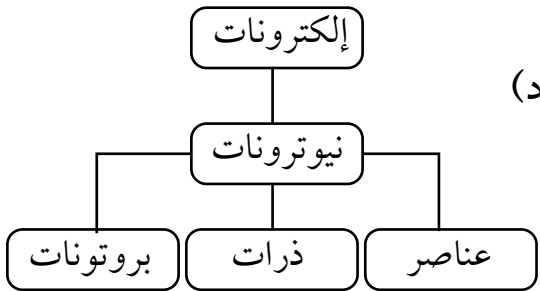 إلكترونات
د)
نيوترونات
عناصر ذرات بروتونات